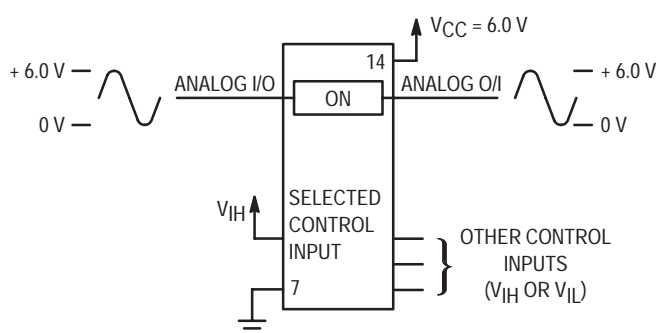 V_CC = 6.0 V
14
+ 6.0 V
ANALOG I/O
ON
ANALOG O/I
+ 6.0 V
0 V
0 V
V_IH
SELECTED
CONTROL
INPUT
OTHER CONTROL
INPUTS
(V_IH OR V_IL)
7